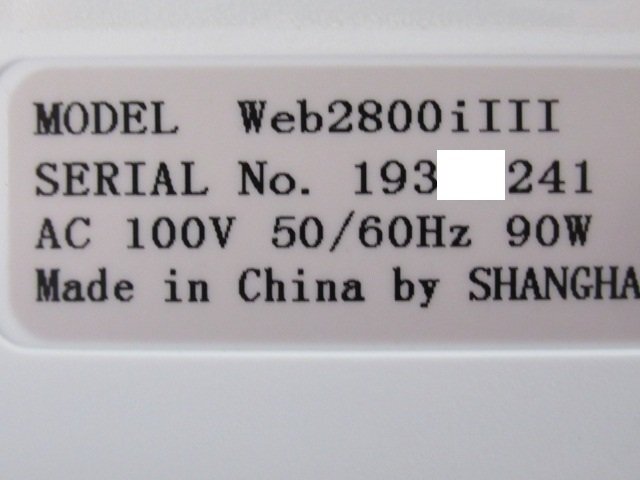 MODEL Web2800iIII
SERIAL No. 193 241
AC 100V 50/60Hz 90W
Made in China by SHANGHA